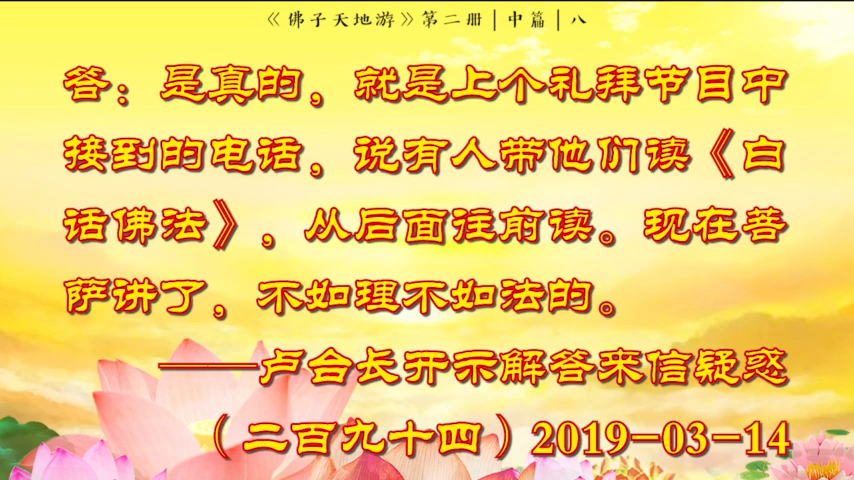 《佛子天地游》第二册|中篇|八
答：是真的，就是上个礼拜节目中
接到的电话，说有人带他们读《白
话佛法》，从后面往前读。现在菩
萨讲了，不如理不如法的。
——卢台长开示解答来信疑惑
（二百九十四）2019-03-14